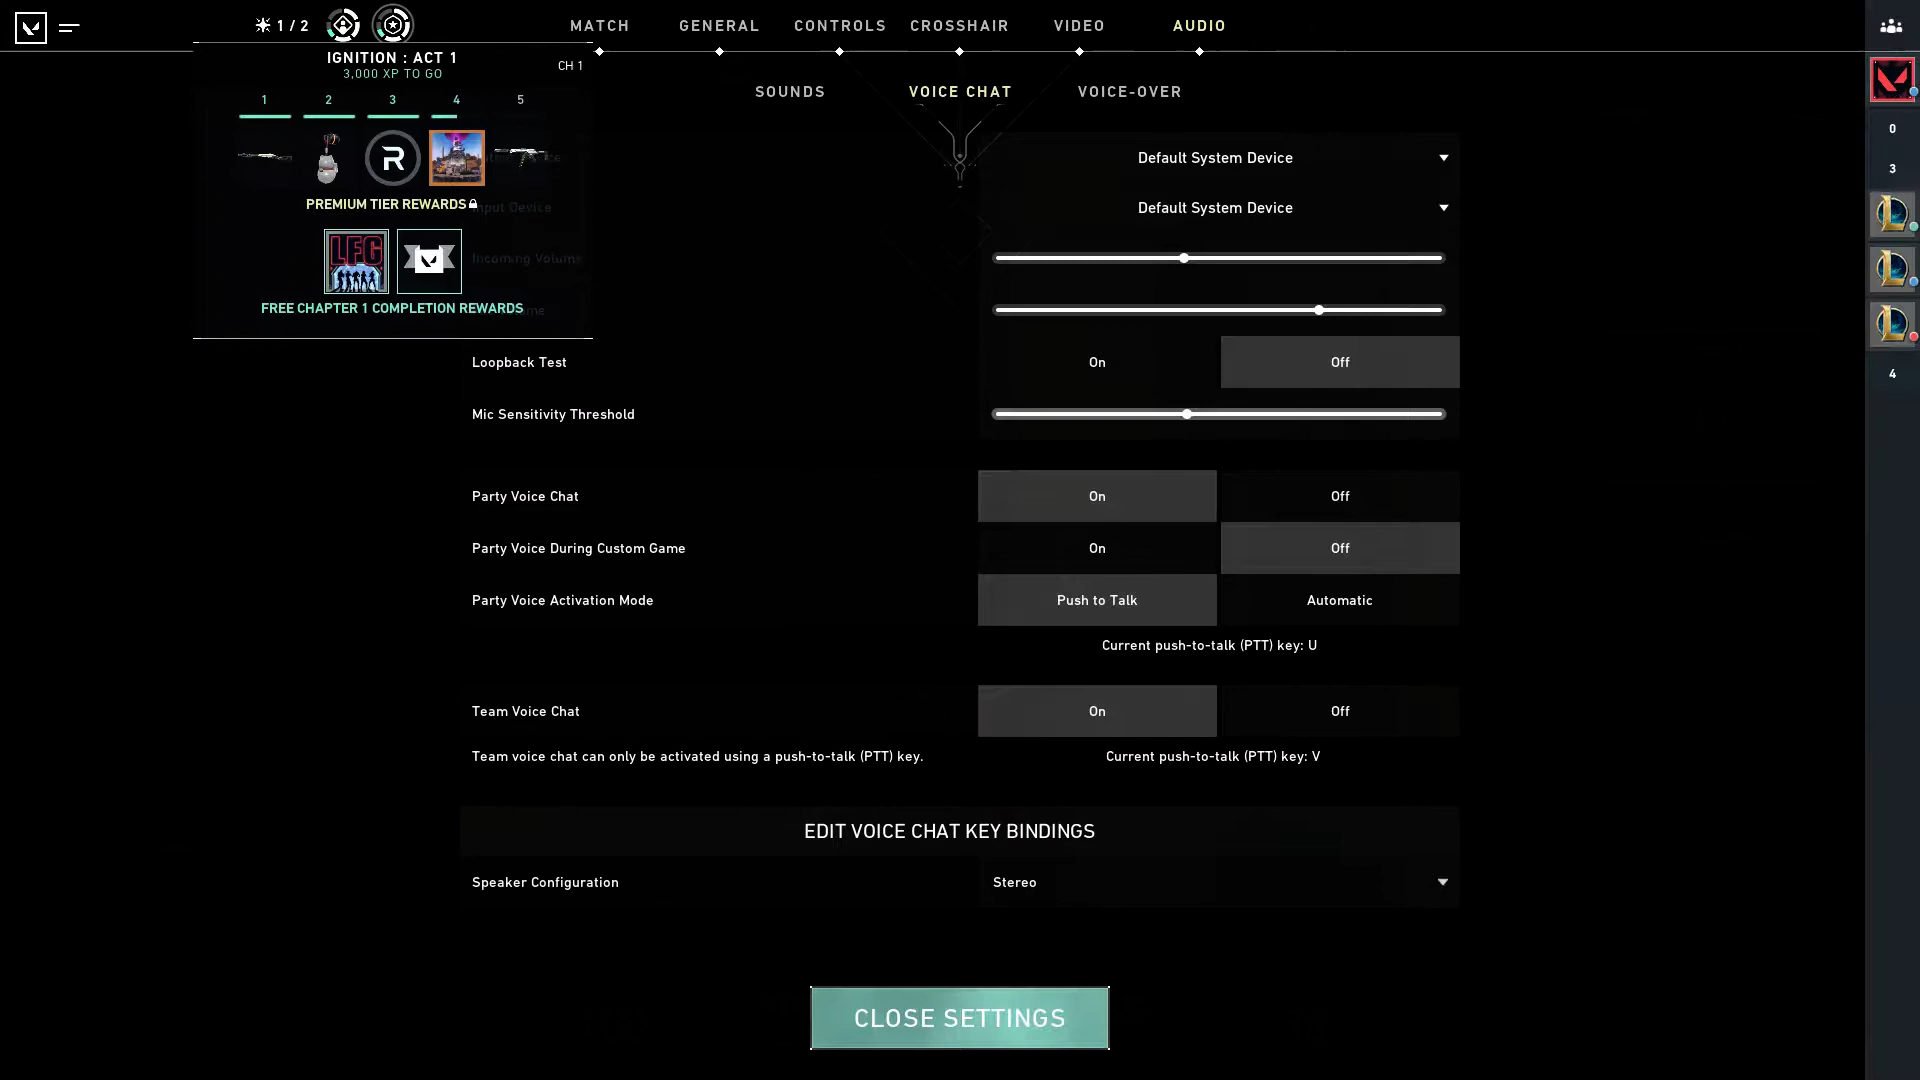 1 / 2
MATCH GENERAL CONTROLS CROSSHAIR VIDEO AUDIO
IGNITION : ACT 1
3,000 XP TO GO
CH 1
SOUNDS VOICE CHAT VOICE-OVER
1 2 3 4 5
R
PREMIUM TIER REWARDS
LFG
FREE CHAPTER 1 COMPLETION REWARDS
Default System Device
Input Device Default System Device
Incoming Volume
Loopback Test On Off
Mic Sensitivity Threshold
Party Voice Chat On Off
Party Voice During Custom Game On Off
Party Voice Activation Mode Push to Talk Automatic
Current push-to-talk (PTT) key: U
Team Voice Chat On Off
Team voice chat can only be activated using a push-to-talk (PTT) key. Current push-to-talk (PTT) key: V
EDIT VOICE CHAT KEY BINDINGS
Speaker Configuration Stereo
CLOSE SETTINGS
0
3
4